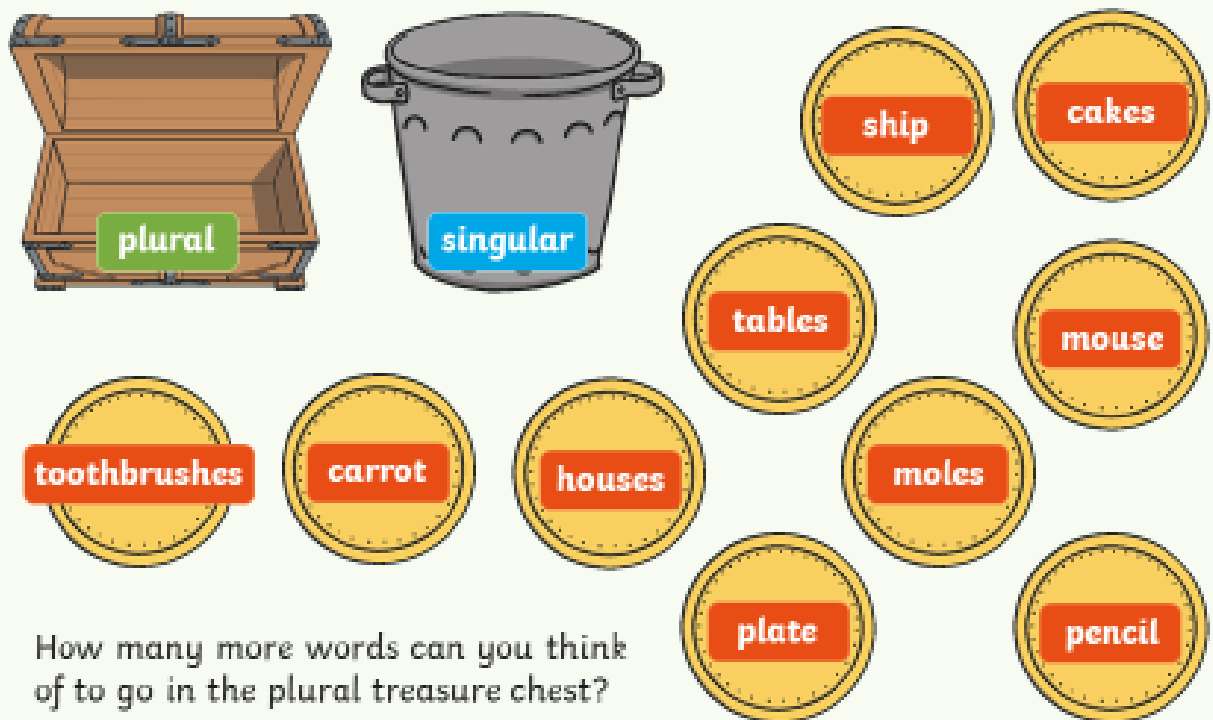 plural
singular
ship
cakes
tables
mouse
toothbrushes
carrot
houses
moles
plate
pencil
How many more words can you think
of to go in the plural treasure chest?